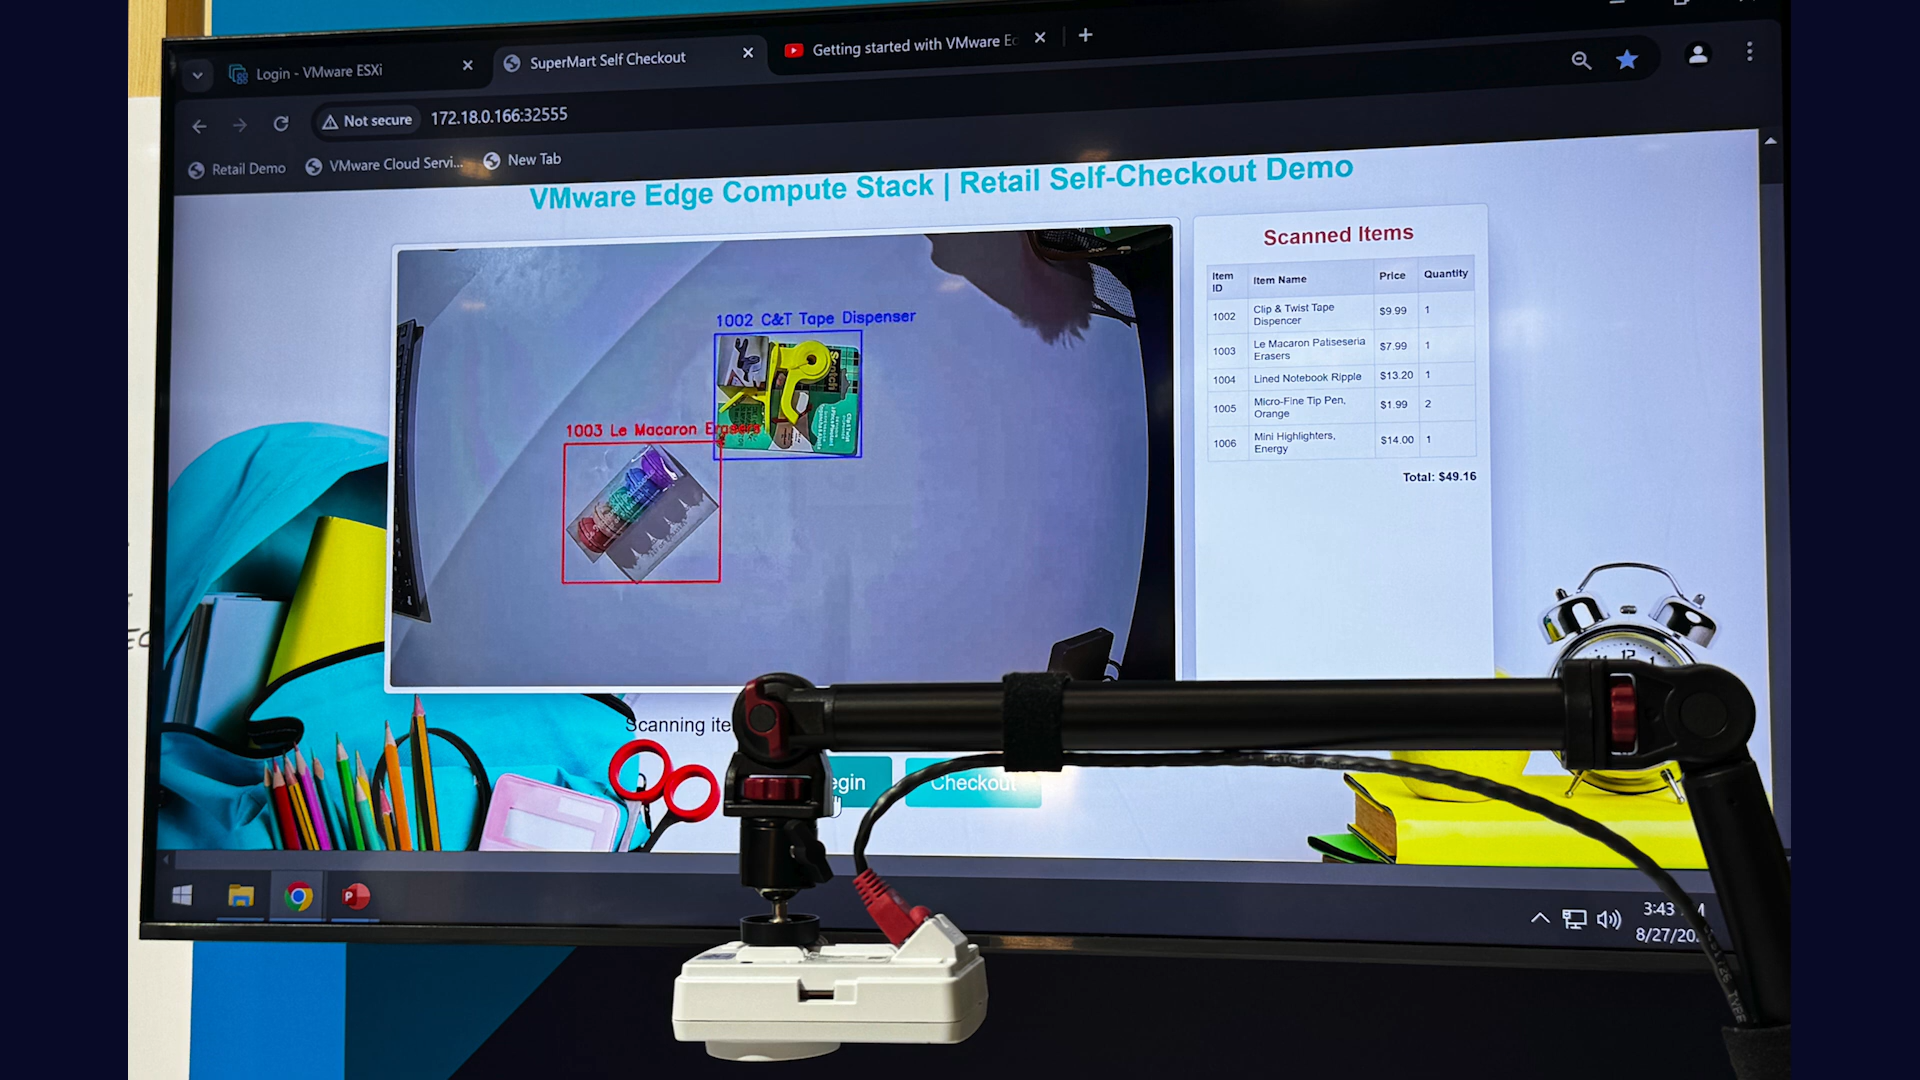 Login - VMware ESXi
SuperMart Self Checkout
Getting started with VMware Ec
Not secure
172.18.0.166:32555
Retail Demo
VMware Cloud Servi...
New Tab
VMware Edge Compute Stack | Retail Self-Checkout Demo
1002 C&T Tape Dispenser
Scotch
1003 Le Macaron Erasers
Scanned Items
Item ID Item Name Price Quantity
1002 Clip & Twist Tape Dispencer $9.99 1
1003 Le Macaron Patiseseria Erasers $7.99 1
1004 Lined Notebook Ripple $13.20 1
1005 Micro-Fine Tip Pen, Orange $1.99 2
1006 Mini Highlighters, Energy $14.00 1
Total: $49.16
12
Scanning ite
egin
Checkout
3:43
8/27/20